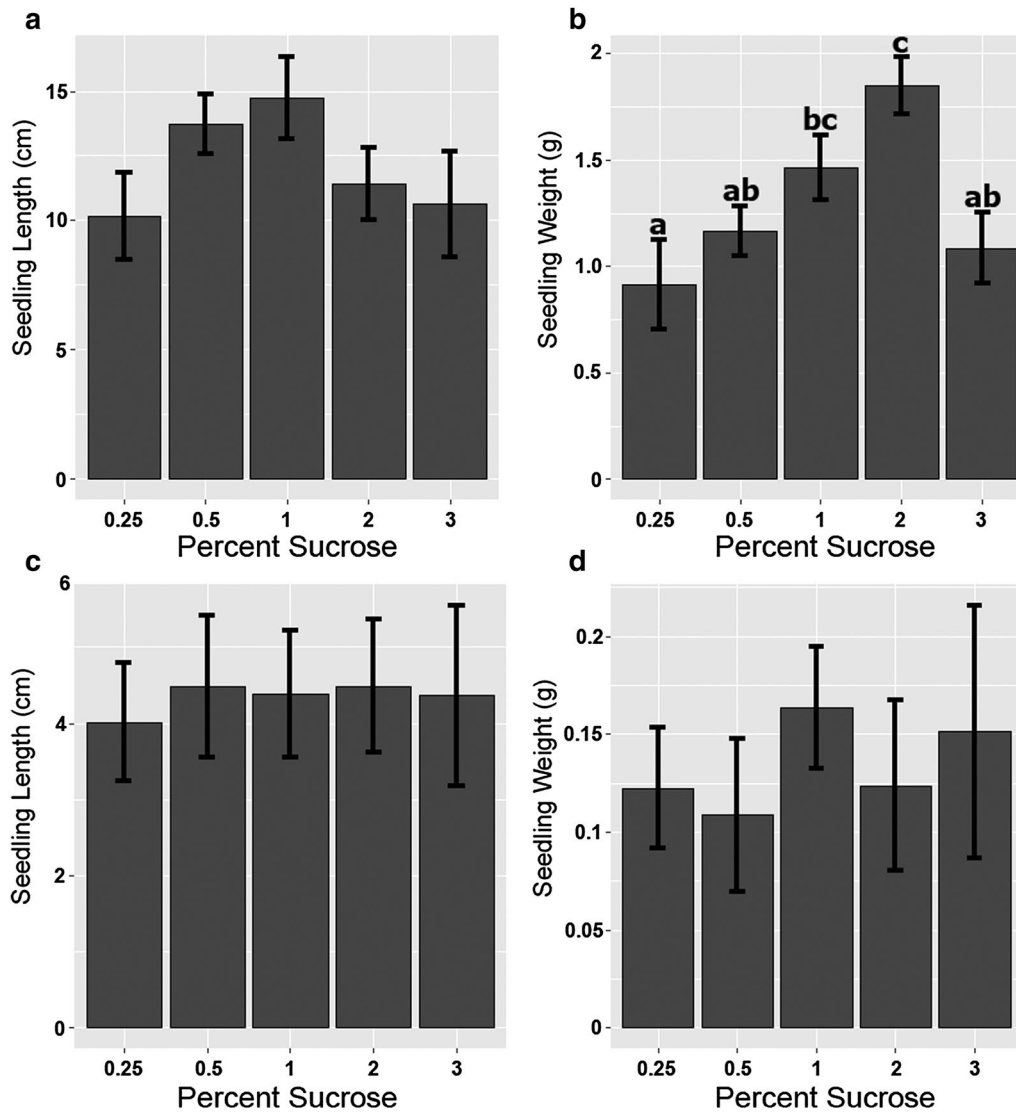 a
Seedling Length (cm)
15
10
5
0
0.25 0.5 1 2 3
Percent Sucrose
b
Seedling Weight (g)
2
1.5
1.0
0.5
0
a ab bc c ab
0.25 0.5 1 2 3
Percent Sucrose
c
Seedling Length (cm)
6
4
2
0
0.25 0.5 1 2 3
Percent Sucrose
d
Seedling Weight (g)
0.2
0.15
0.1
0.05
0
0.25 0.5 1 2 3
Percent Sucrose